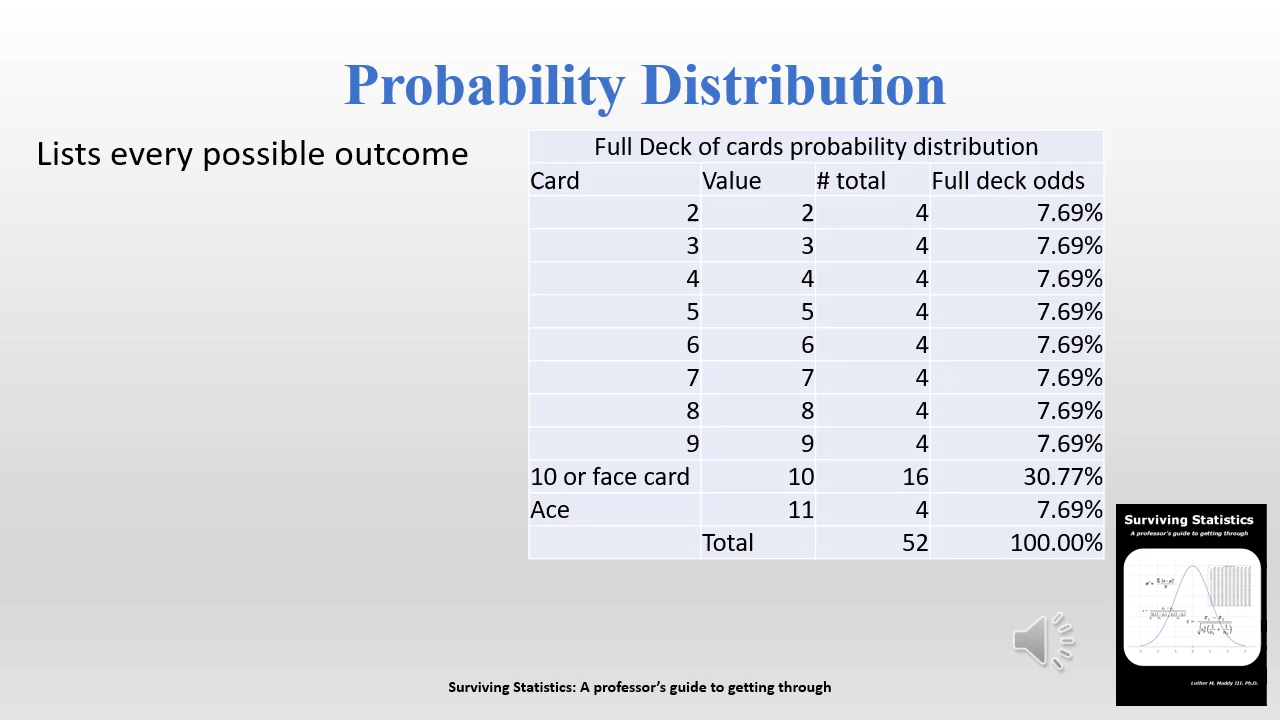 Probability Distribution
Lists every possible outcome
Full Deck of cards probability distribution
Card Value # total Full deck odds
2 2 4 7.69%
3 3 4 7.69%
4 4 4 7.69%
5 5 4 7.69%
6 6 4 7.69%
7 7 4 7.69%
8 8 4 7.69%
9 9 4 7.69%
10 or face card 10 16 30.77%
Ace 11 4 7.69%
Total 52 100.00%
Surviving Statistics
A professor's guide to getting through
Luther M. Maddy III, Ph.D.
Surviving Statistics: A professor's guide to getting through